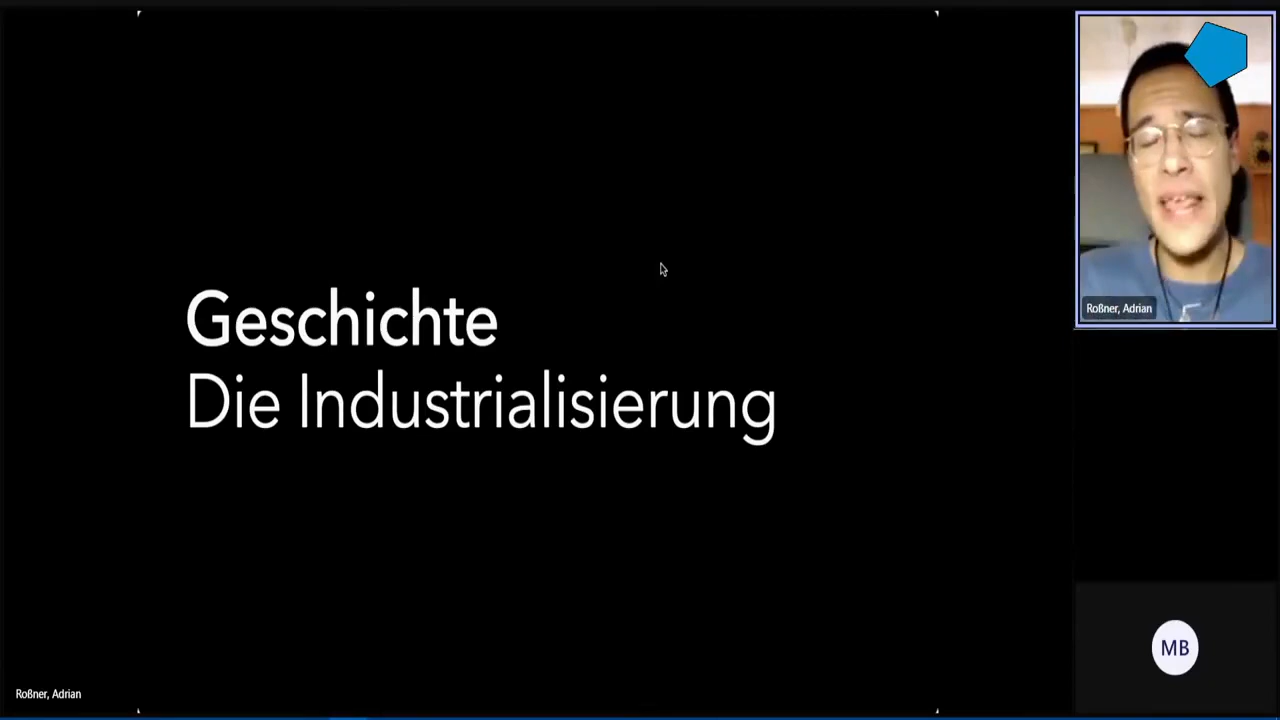 Geschichte
Die Industrialisierung
Roßner, Adrian
MB
Roßner, Adrian